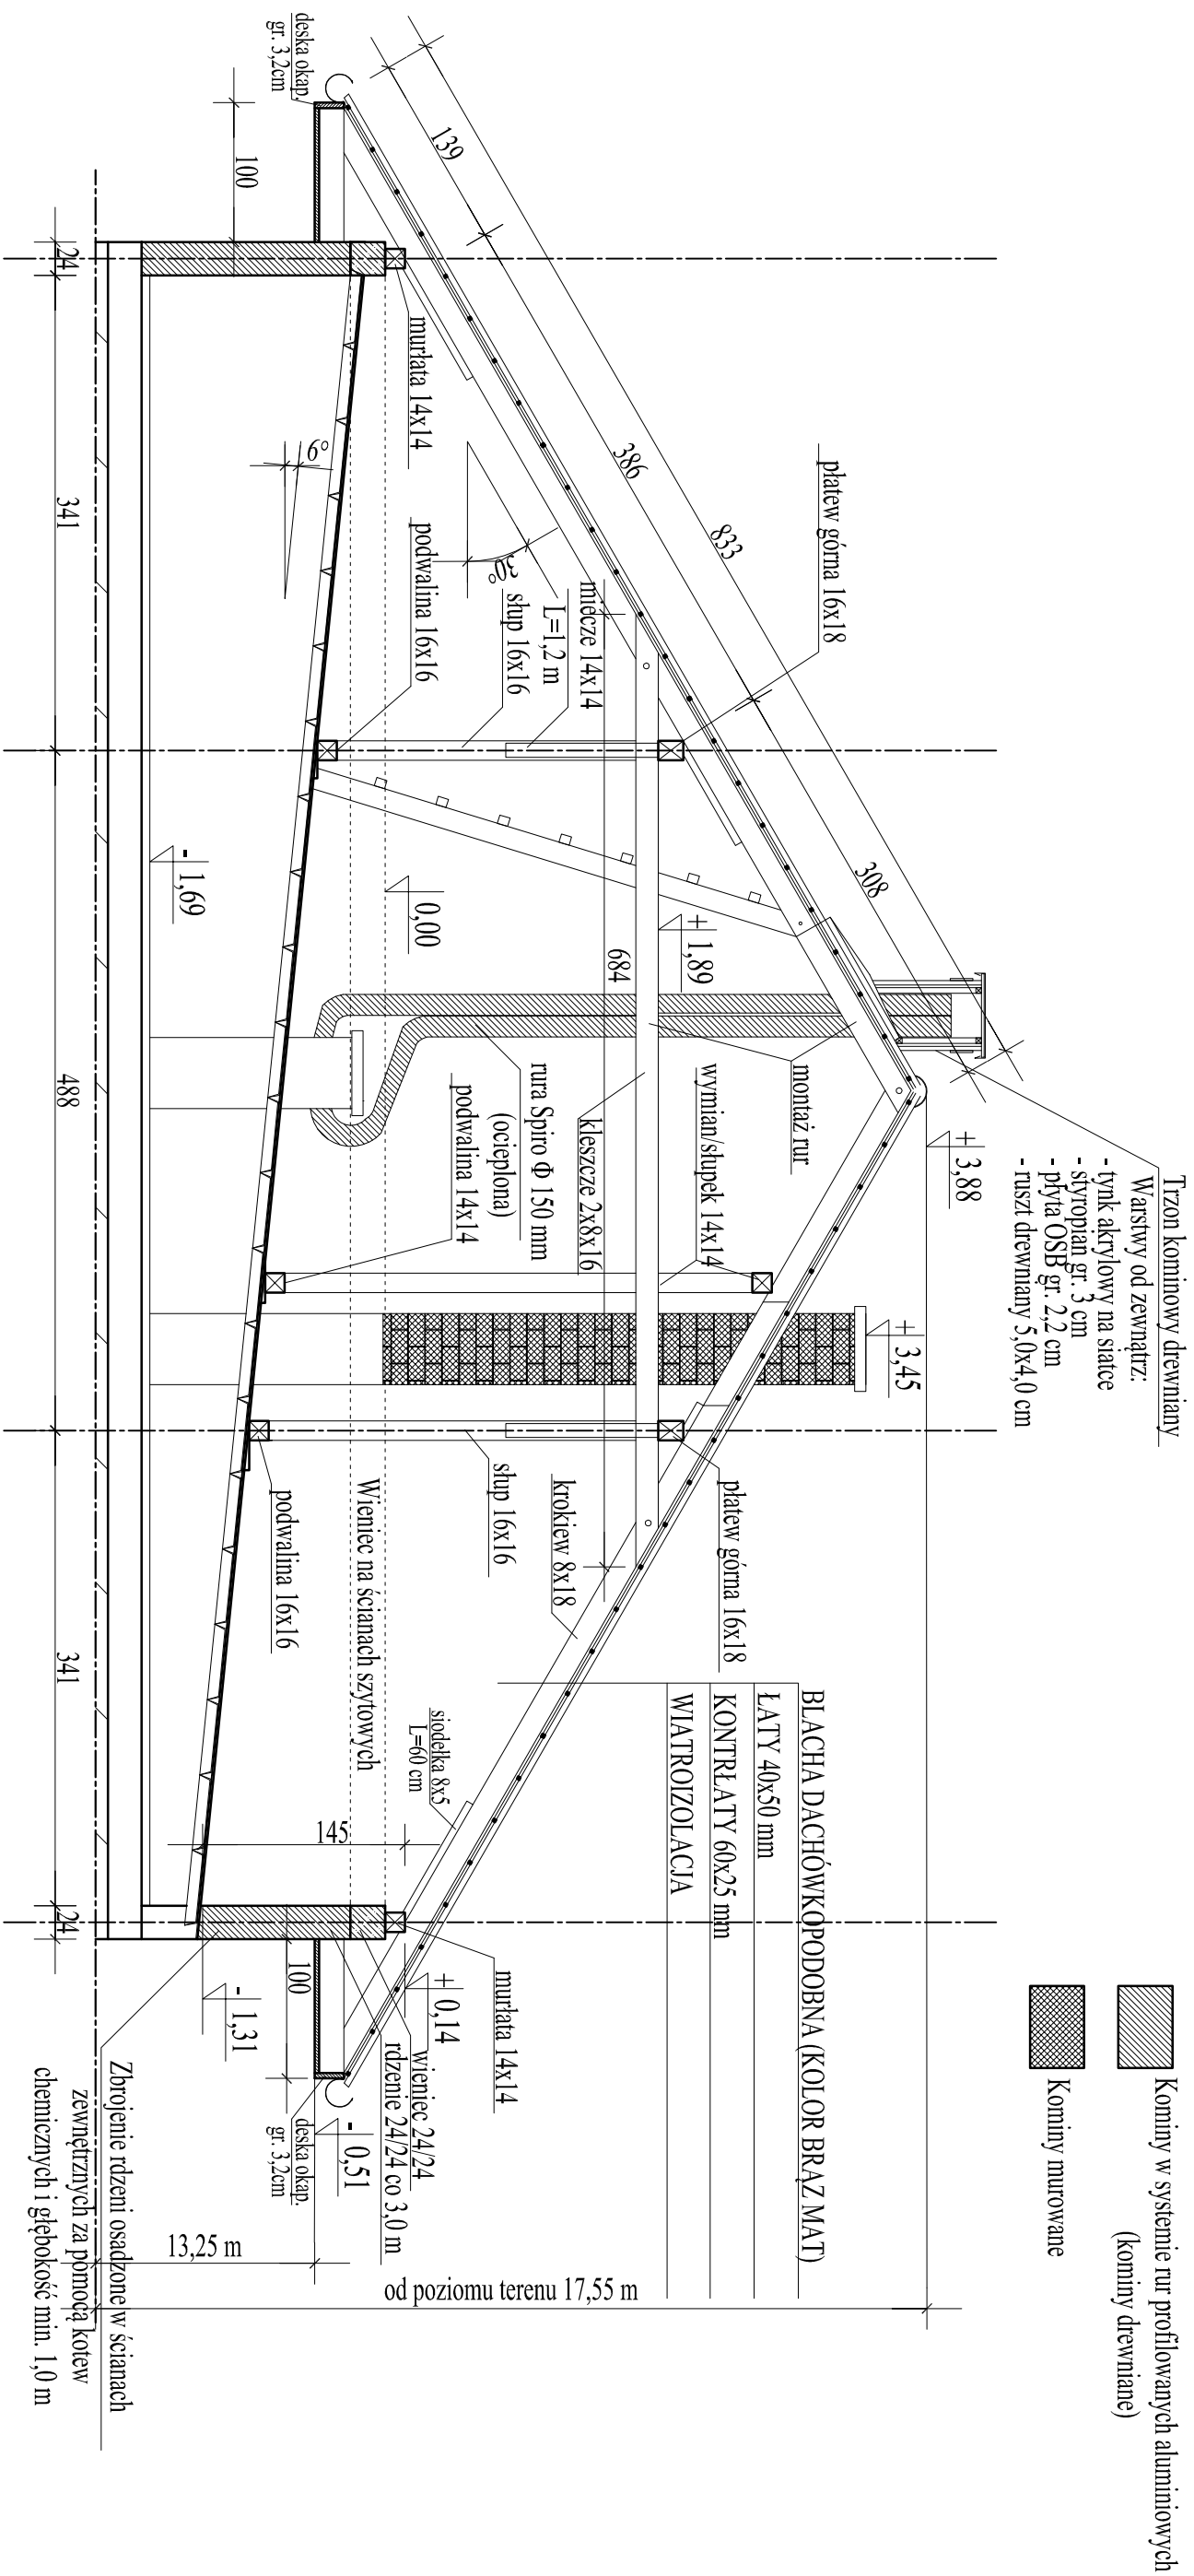 Kominy w systemie rur profilowanych aluminiowych
(kominy drewniane)
Kominy murowane
Trzon kominowy drewniany
Warstwy od zewnątrz:
- tynk akrylowy na siatce
- styropian gr. 3 cm
- płyta OSB gr. 2,2 cm
- ruszt drewniany 5,0x4,0 cm
+ 3,88
+ 3,45
139
386
308
833
płatew górna 16x18
montaż rur
wymian/słupek 14x14
kleszcze 2x8x16
rura Spiro Φ 150 mm
(ocieplona)
podwalina 14x14
+ 1,89
684
0,00
- 1,69
miecze 14x14
L=1,2 m
słup 16x16
podwalina 16x16
30°
6°
murłata 14x14
deska okap.
gr. 3,2cm
100
płatew górna 16x18
krokiew 8x18
słup 16x16
Wieniec na ścianach szytowych
podwalina 16x16
BLACHA DACHÓWKOPODOBNA (KOLOR BRĄZ MAT)
ŁATY 40x50 mm
KONTRŁATY 60x25 mm
WIATROIZOLACJA
siodełka 8x5
L=60 cm
145
murłata 14x14
+ 0,14
wieniec 24/24
rdzenie 24/24 co 3,0 m
100
- 0,51
- 1,31
deska okap.
gr. 3,2cm
13,25 m
od poziomu terenu 17,55 m
Zbrojenie rdzeni osadzone w ścianach
zewnętrznych za pomocą kotew
chemicznych i głębokość min. 1,0 m
24
341
488
341
24